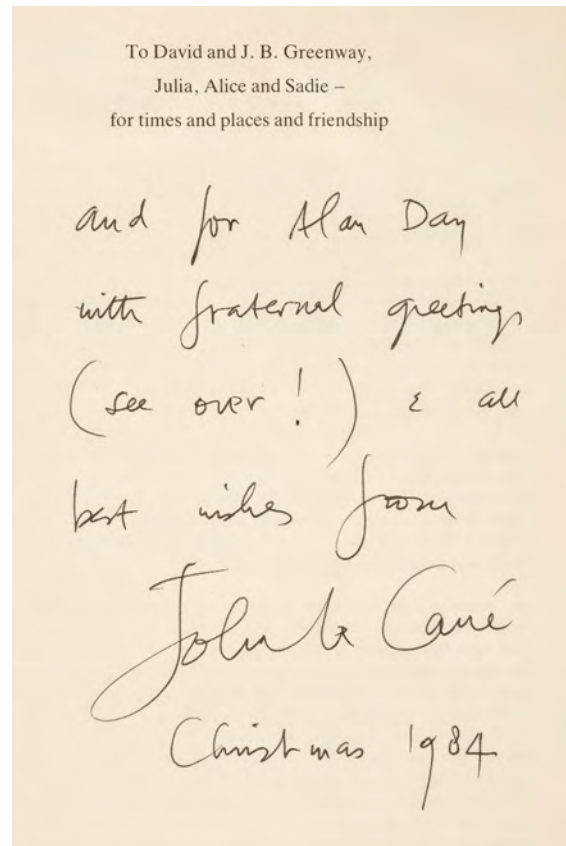 To David and J. B. Greenway,
Julia, Alice and Sadie –
for times and places and friendship
and for Alan Day
with fraternal greetings
(see over!) & all
best wishes from
John le Carré
Christmas 1984